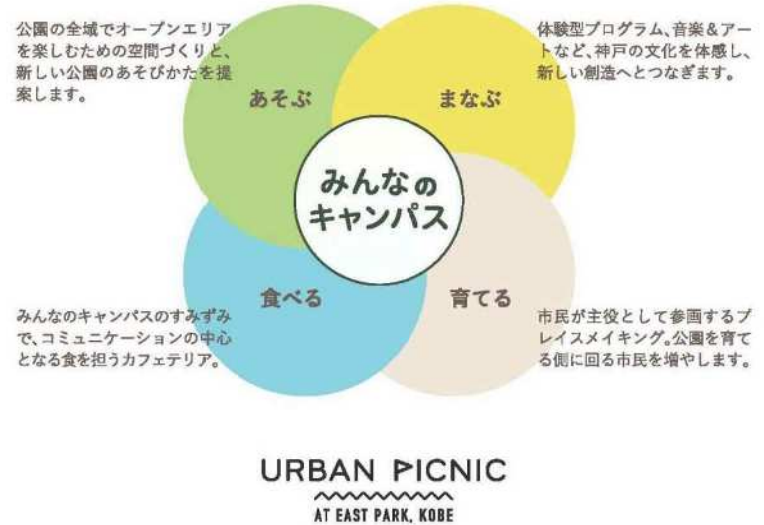 公園の全域でオープンエリア
を楽しむための空間づくりと、
新しい公園のあそびかたを提
案します。
体験型プログラム、音楽&アー
トなど、神戸の文化を体感し、
新しい創造へとつなぎます。
あそぶ
まなぶ
みんなの
キャンパス
食べる
育てる
みんなのキャンパスのすみずみ
で、コミュニケーションの中心
となる食を担うカフェテリア。
市民が主役として参画するプ
レイスメイキング。公園を育て
る側に回る市民を増やします。
URBAN PICNIC
AT EAST PARK, KOBE